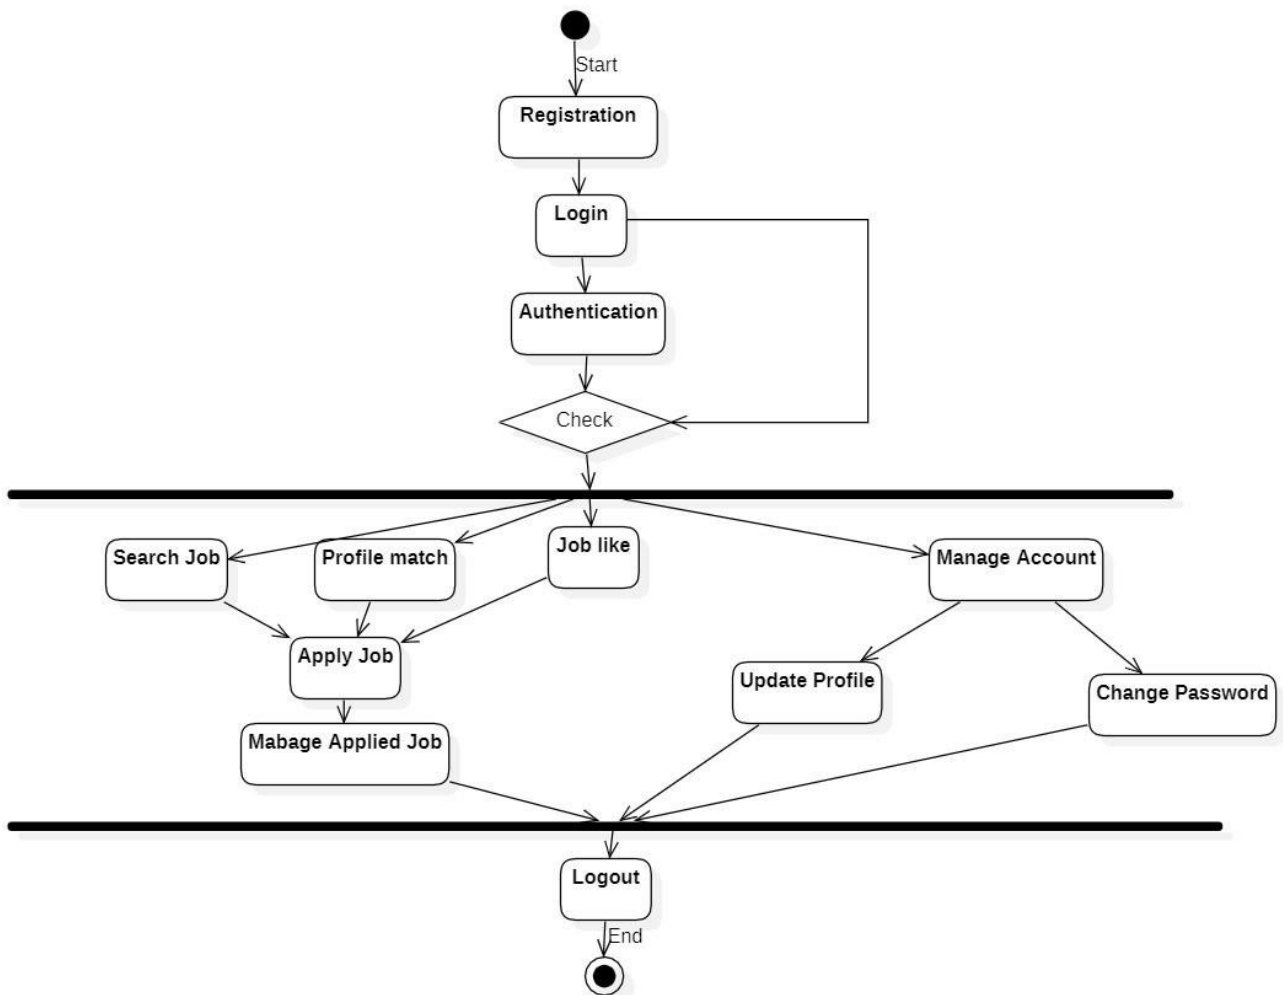 Start
Registration
Login
Authentication
Check
Search Job
Profile match
Job like
Manage Account
Apply Job
Update Profile
Change Password
Mabage Applied Job
Logout
End